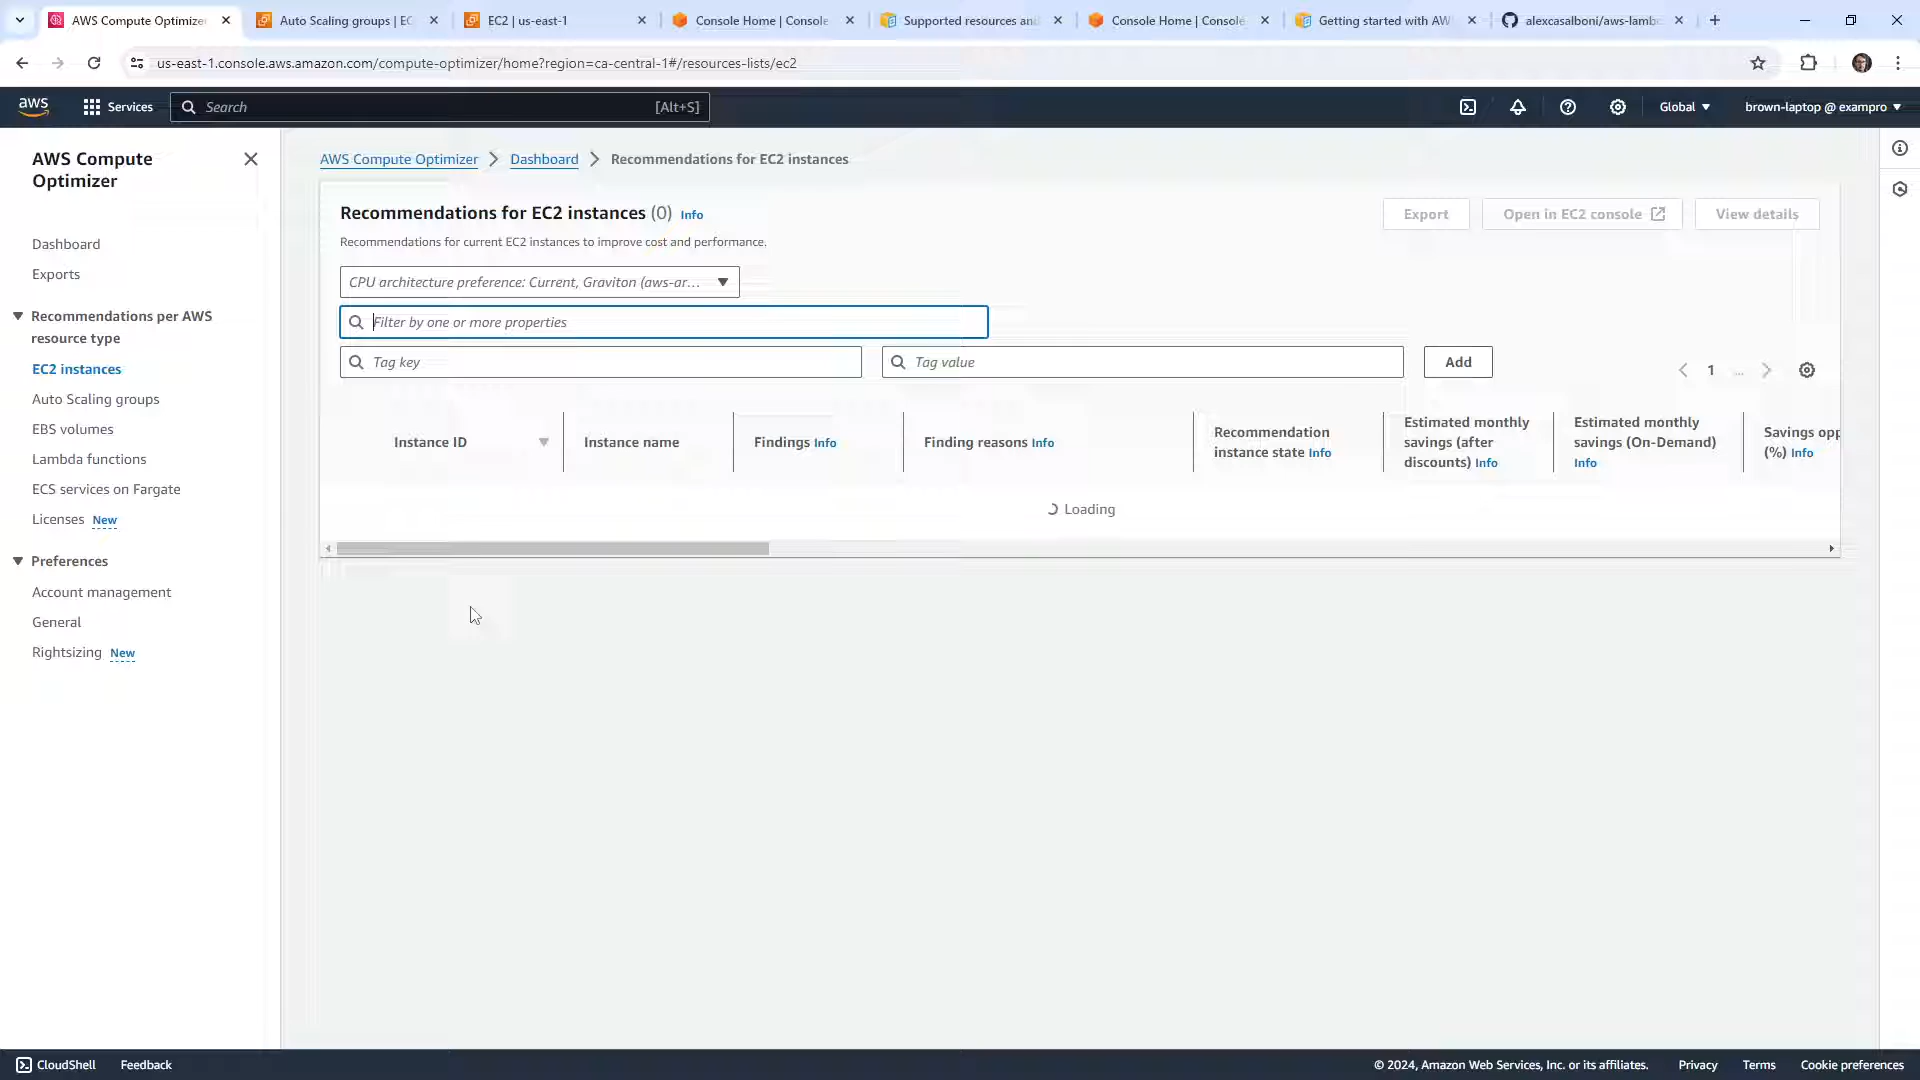 AWS Compute Optimizer
Auto Scaling groups | EC
EC2 | us-east-1
Console Home | Console
Supported resources and
Console Home | Console
Getting started with AW
alexcasalboni/aws-lamb
us-east-1.console.aws.amazon.com/compute-optimizer/home?region=ca-central-1#/resources-lists/ec2
aws
Services
Search
[Alt+S]
Global
brown-laptop @ exampro
AWS Compute Optimizer
Dashboard
Exports
Recommendations per AWS resource type
EC2 instances
Auto Scaling groups
EBS volumes
Lambda functions
ECS services on Fargate
Licenses New
Preferences
Account management
General
Rightsizing New
AWS Compute Optimizer
Dashboard
Recommendations for EC2 instances
Recommendations for EC2 instances (0) Info
Recommendations for current EC2 instances to improve cost and performance.
Export
Open in EC2 console
View details
CPU architecture preference: Current, Graviton (aws-ar...
Filter by one or more properties
Tag key
Tag value
Add
1
...
Instance ID
Instance name
Findings Info
Finding reasons Info
Recommendation instance state Info
Estimated monthly savings (after discounts) Info
Estimated monthly savings (On-Demand) Info
Savings opp
(%) Info
Loading
CloudShell
Feedback
© 2024, Amazon Web Services, Inc. or its affiliates.
Privacy
Terms
Cookie preferences